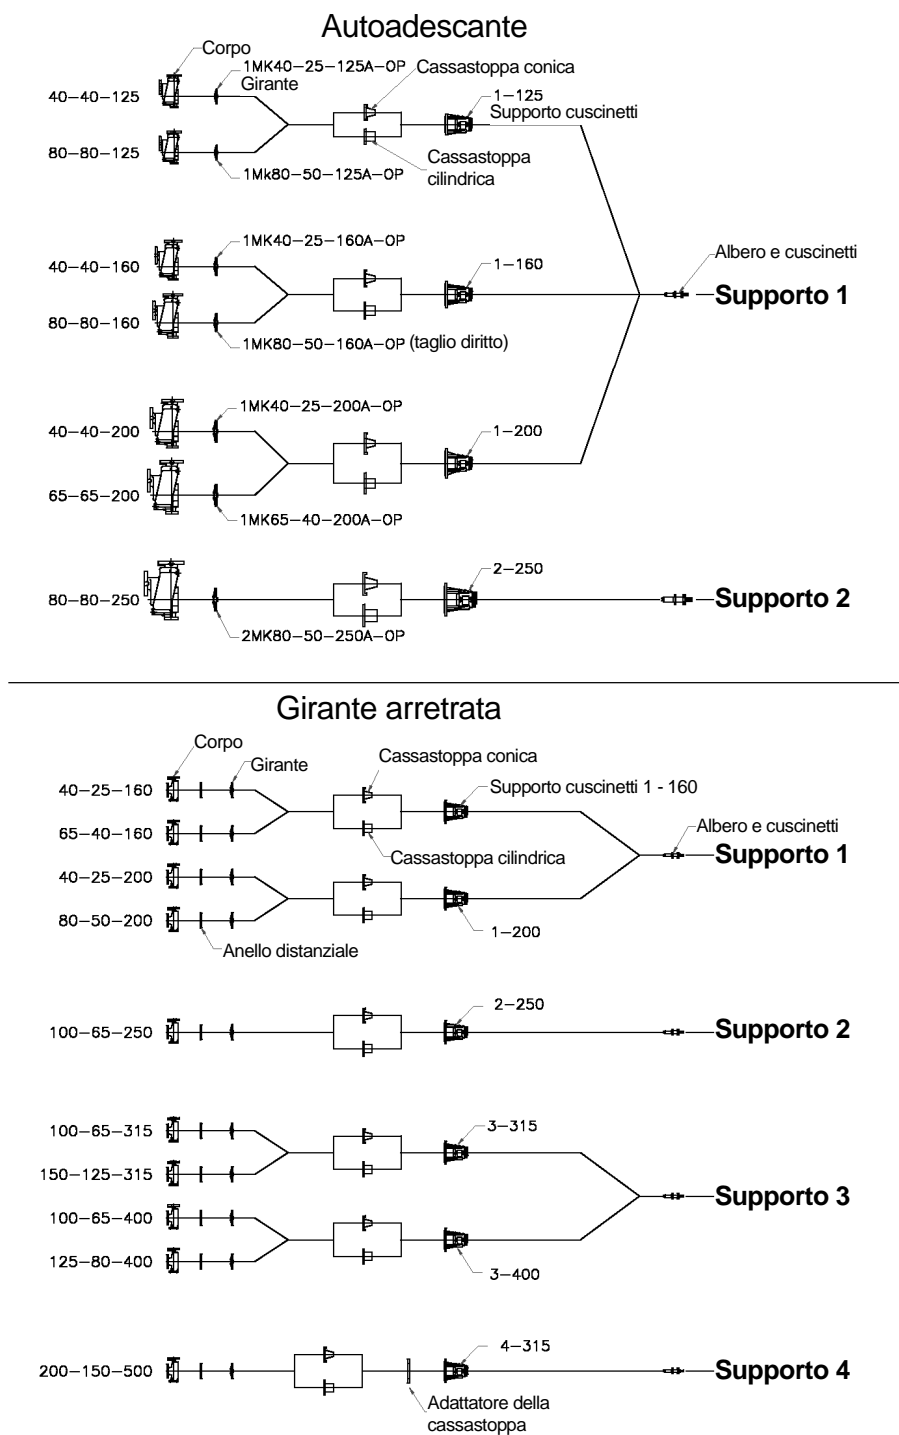 Autoadescante
Corpo
1MK40-25-125A-OP
Girante
Cassastoppa conica
1-125
Supporto cuscinetti
40-40-125
80-80-125
Cassastoppa
cilindrica
1Mk80-50-125A-OP
1MK40-25-160A-OP
40-40-160
1-160
Albero e cuscinetti
Supporto 1
80-80-160
1MK80-50-160A-OP (taglio diritto)
1MK40-25-200A-OP
40-40-200
1-200
65-65-200
1MK65-40-200A-OP
2-250
80-80-250
Supporto 2
2MK80-50-250A-OP
Girante arretrata
Corpo
Girante
Cassastoppa conica
40-25-160
Supporto cuscinetti 1 - 160
65-40-160
Albero e cuscinetti
Cassastoppa cilindrica
Supporto 1
40-25-200
80-50-200
1-200
Anello distanziale
2-250
100-65-250
Supporto 2
100-65-315
3-315
150-125-315
Supporto 3
100-65-400
125-80-400
3-400
4-315
200-150-500
Supporto 4
Adattatore della
cassastoppa